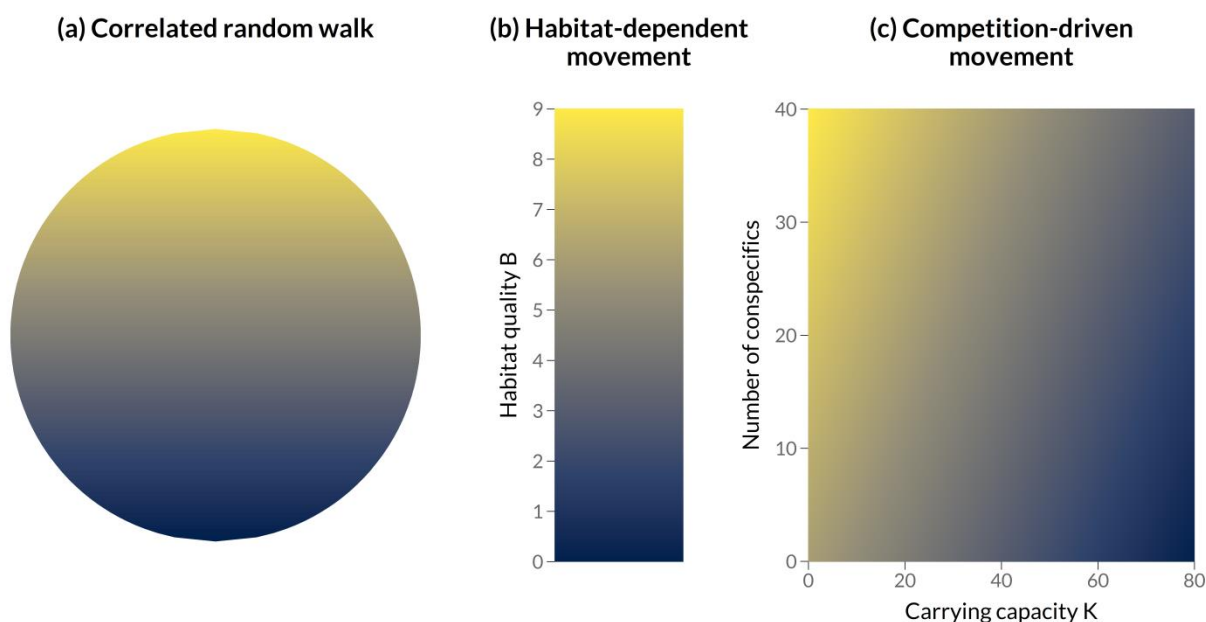 (a) Correlated random walk
(b) Habitat-dependent
movement
(c) Competition-driven
movement
Habitat quality B
9
8
7
6
5
4
3
2
1
0
Number of conspecifics
40
30
20
10
0
0 20 40 60 80
Carrying capacity K